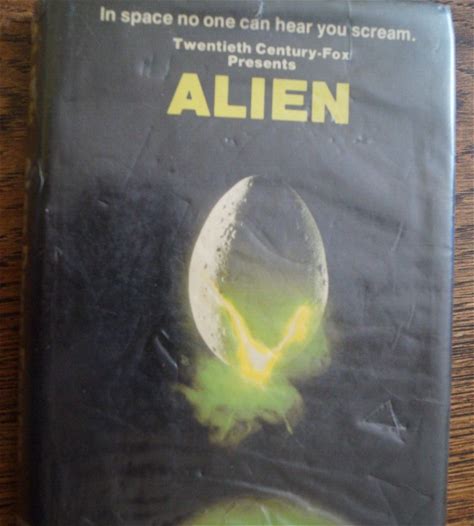 In space no one can hear you scream.
Twentieth Century-Fox
Presents
ALIEN